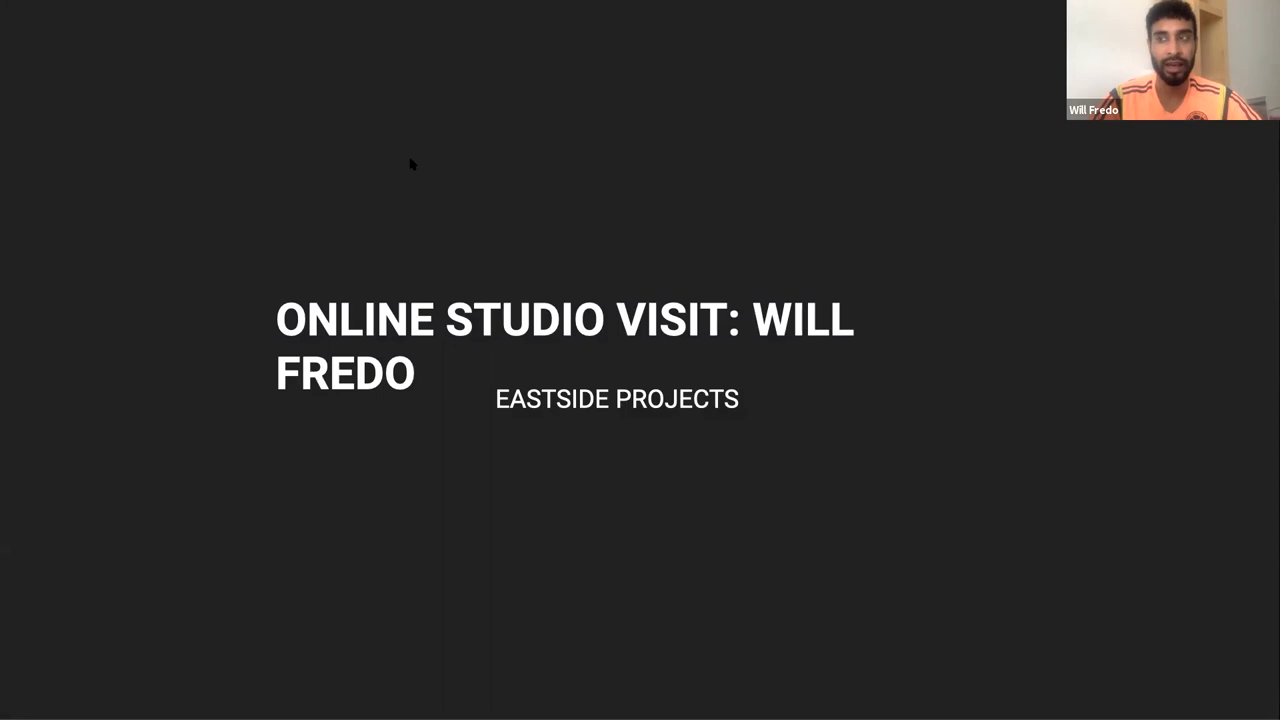 Will Fredo
ONLINE STUDIO VISIT: WILL
FREDO
EASTSIDE PROJECTS